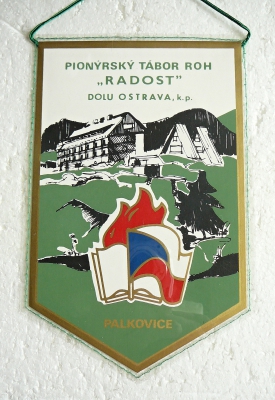 PIONÝRSKÝ TÁBOR ROH
„RADOST”
DOLU OSTRAVA, k.p.
PALKOVICE